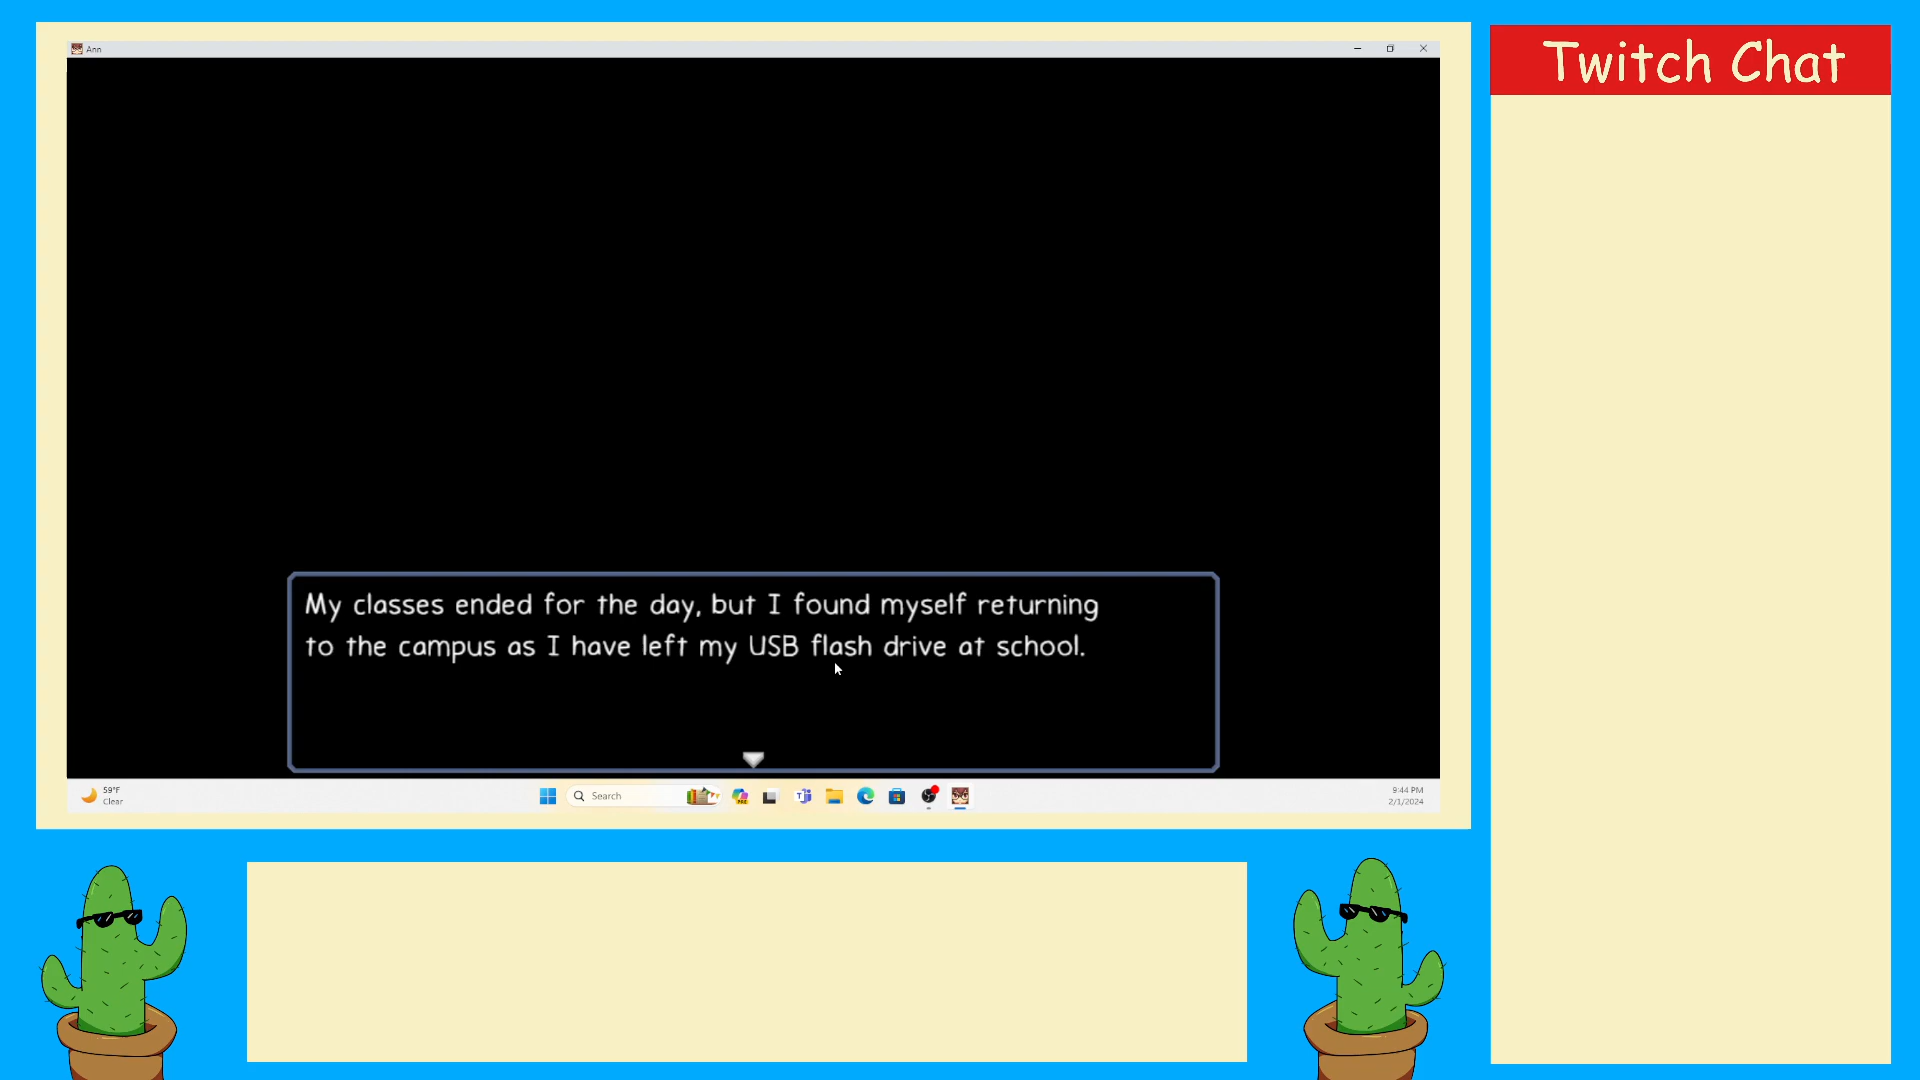 Ann
Twitch Chat
My classes ended for the day, but I found myself returning
to the campus as I have left my USB flash drive at school.
59°F
Clear
Search
9:44 PM
2/1/2024